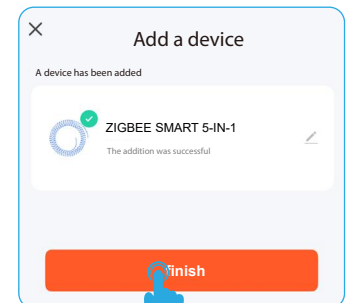 Add a device
A device has been added
ZIGBEE SMART 5-IN-1
The addition was successful
finish